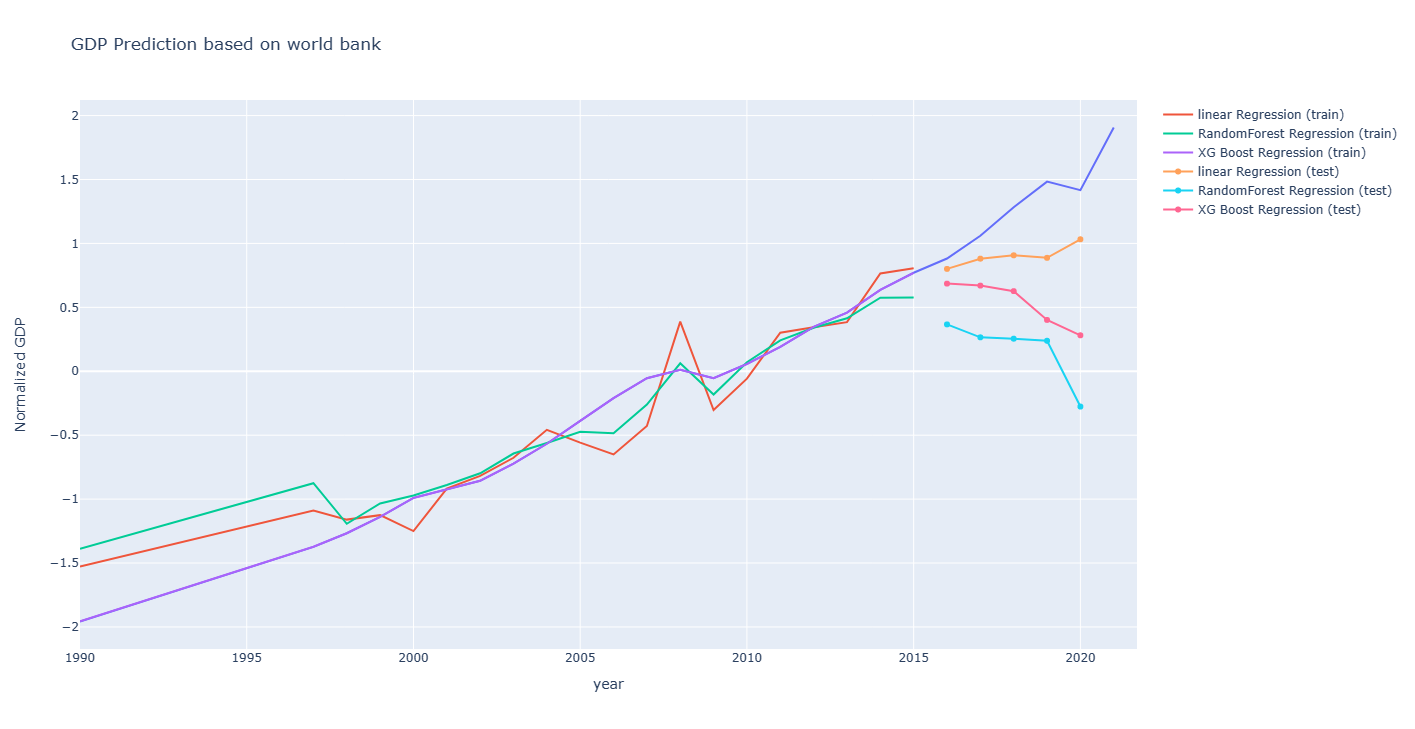 GDP Prediction based on world bank
linear Regression (train)
RandomForest Regression (train)
XG Boost Regression (train)
linear Regression (test)
RandomForest Regression (test)
XG Boost Regression (test)
Normalized GDP
2
1.5
1
0.5
0
−0.5
−1
−1.5
−2
1990 1995 2000 2005 2010 2015 2020
year